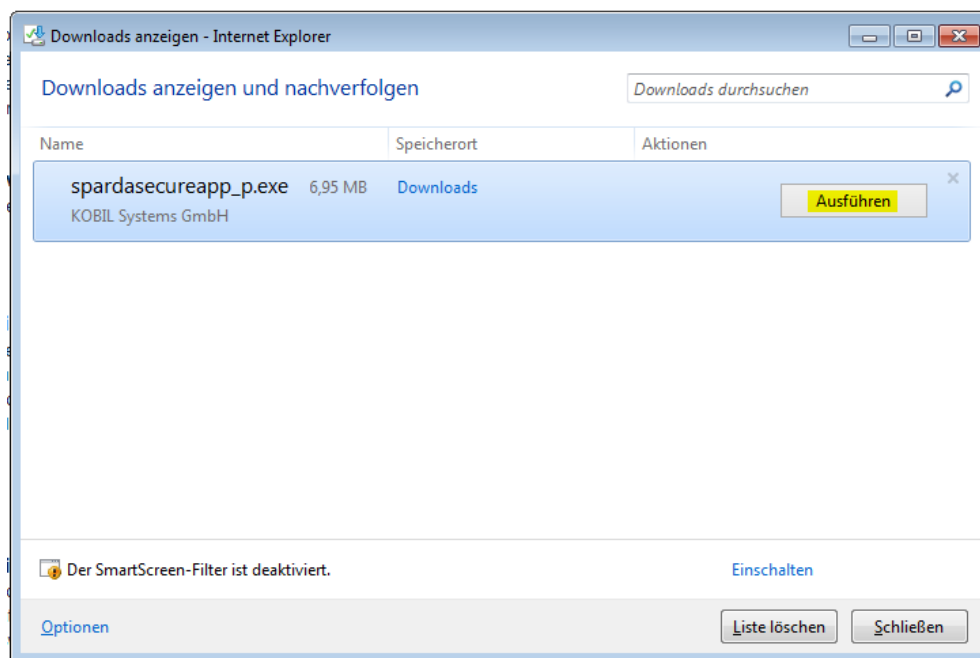 Downloads anzeigen - Internet Explorer
Downloads anzeigen und nachverfolgen
Downloads durchsuchen
Name Speicherort Aktionen
spardasecureapp_p.exe 6,95 MB Downloads
KOBIL Systems GmbH
Ausführen
Der SmartScreen-Filter ist deaktiviert. Einschalten
Optionen Liste löschen Schließen